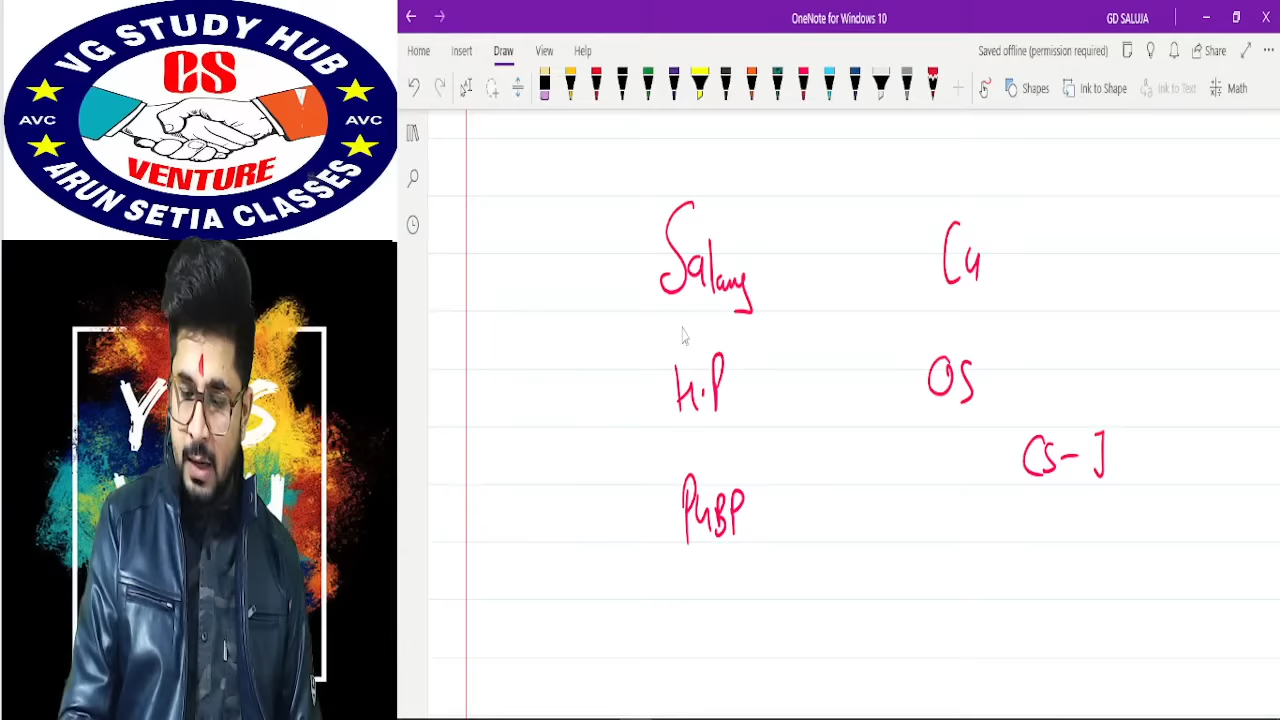 VG STUDY HUB
CS
AVC
AVC
VENTURE
ARUN SETIA CLASSES
OneNote for Windows 10
GD SALUJA
Home Insert Draw View Help
Saved offline (permission required)
Share
Shapes
Ink to Shape
Ink to Text
Math
Salary
CG
H.P
OS
CS-J
PGBP